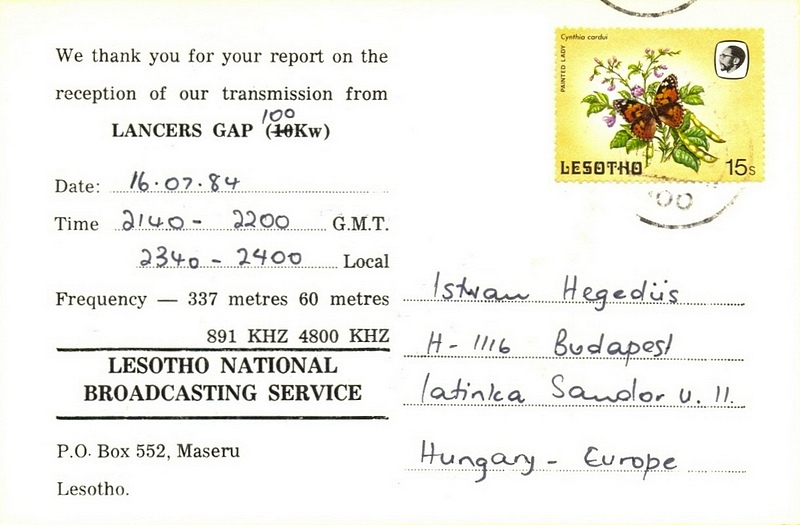 We thank you for your report on the
reception of our transmission from
100
LANCERS GAP (10Kw)
Date: 16.07.84
Time 2140 - 2200 G.M.T.
2340 - 2400 Local
Frequency — 337 metres 60 metres
891 KHZ 4800 KHZ
LESOTHO NATIONAL
BROADCASTING SERVICE
P.O. Box 552, Maseru
Lesotho.
Cynthia cardui
PAINTED LADY
LESOTHO 15s
00
Istvan Hegedüs
H - 1116 Budapest
latinka Sandor u. 11.
Hungary - Europe